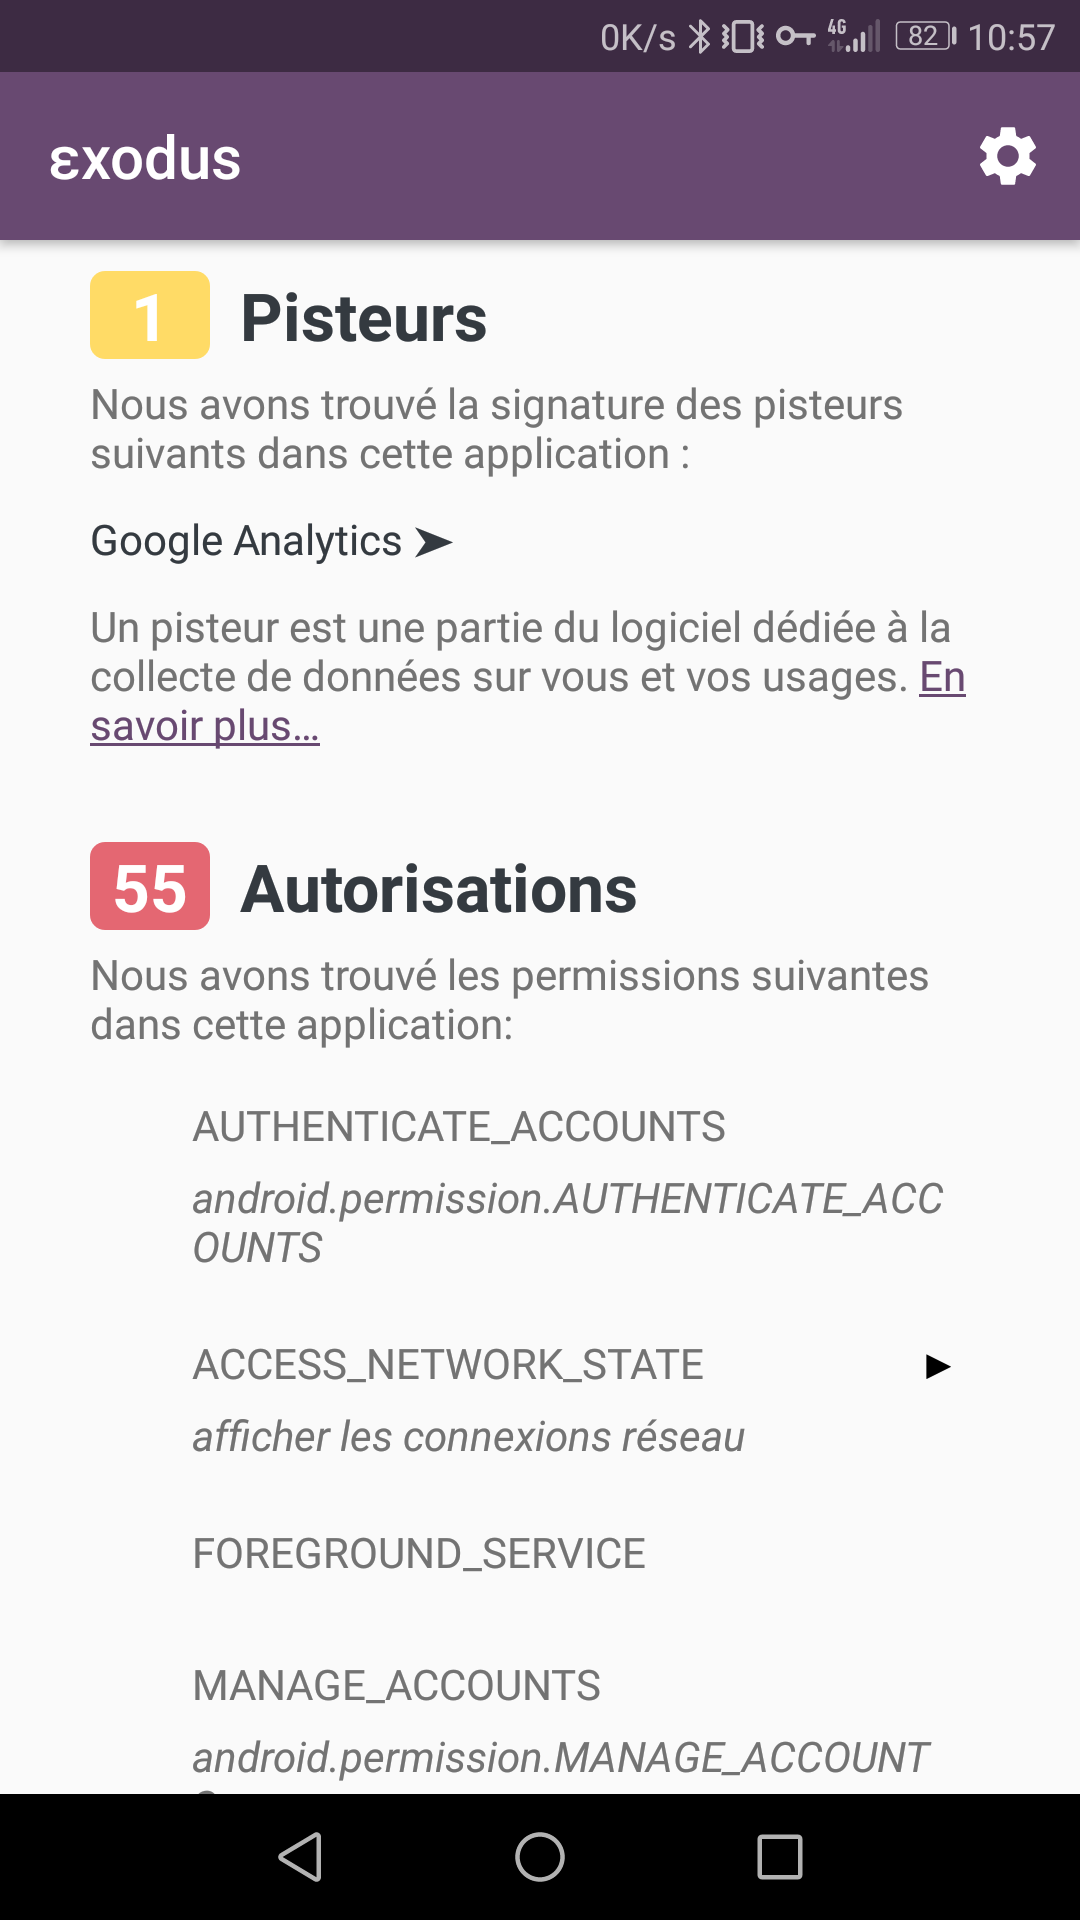 0K/s 4G 82 10:57
εxodus
1 Pisteurs
Nous avons trouvé la signature des pisteurs
suivants dans cette application :
Google Analytics ➤
Un pisteur est une partie du logiciel dédiée à la
collecte de données sur vous et vos usages. En
savoir plus…
55 Autorisations
Nous avons trouvé les permissions suivantes
dans cette application:
AUTHENTICATE_ACCOUNTS
android.permission.AUTHENTICATE_ACC
OUNTS
ACCESS_NETWORK_STATE ▶
afficher les connexions réseau
FOREGROUND_SERVICE
MANAGE_ACCOUNTS
android.permission.MANAGE_ACCOUNT